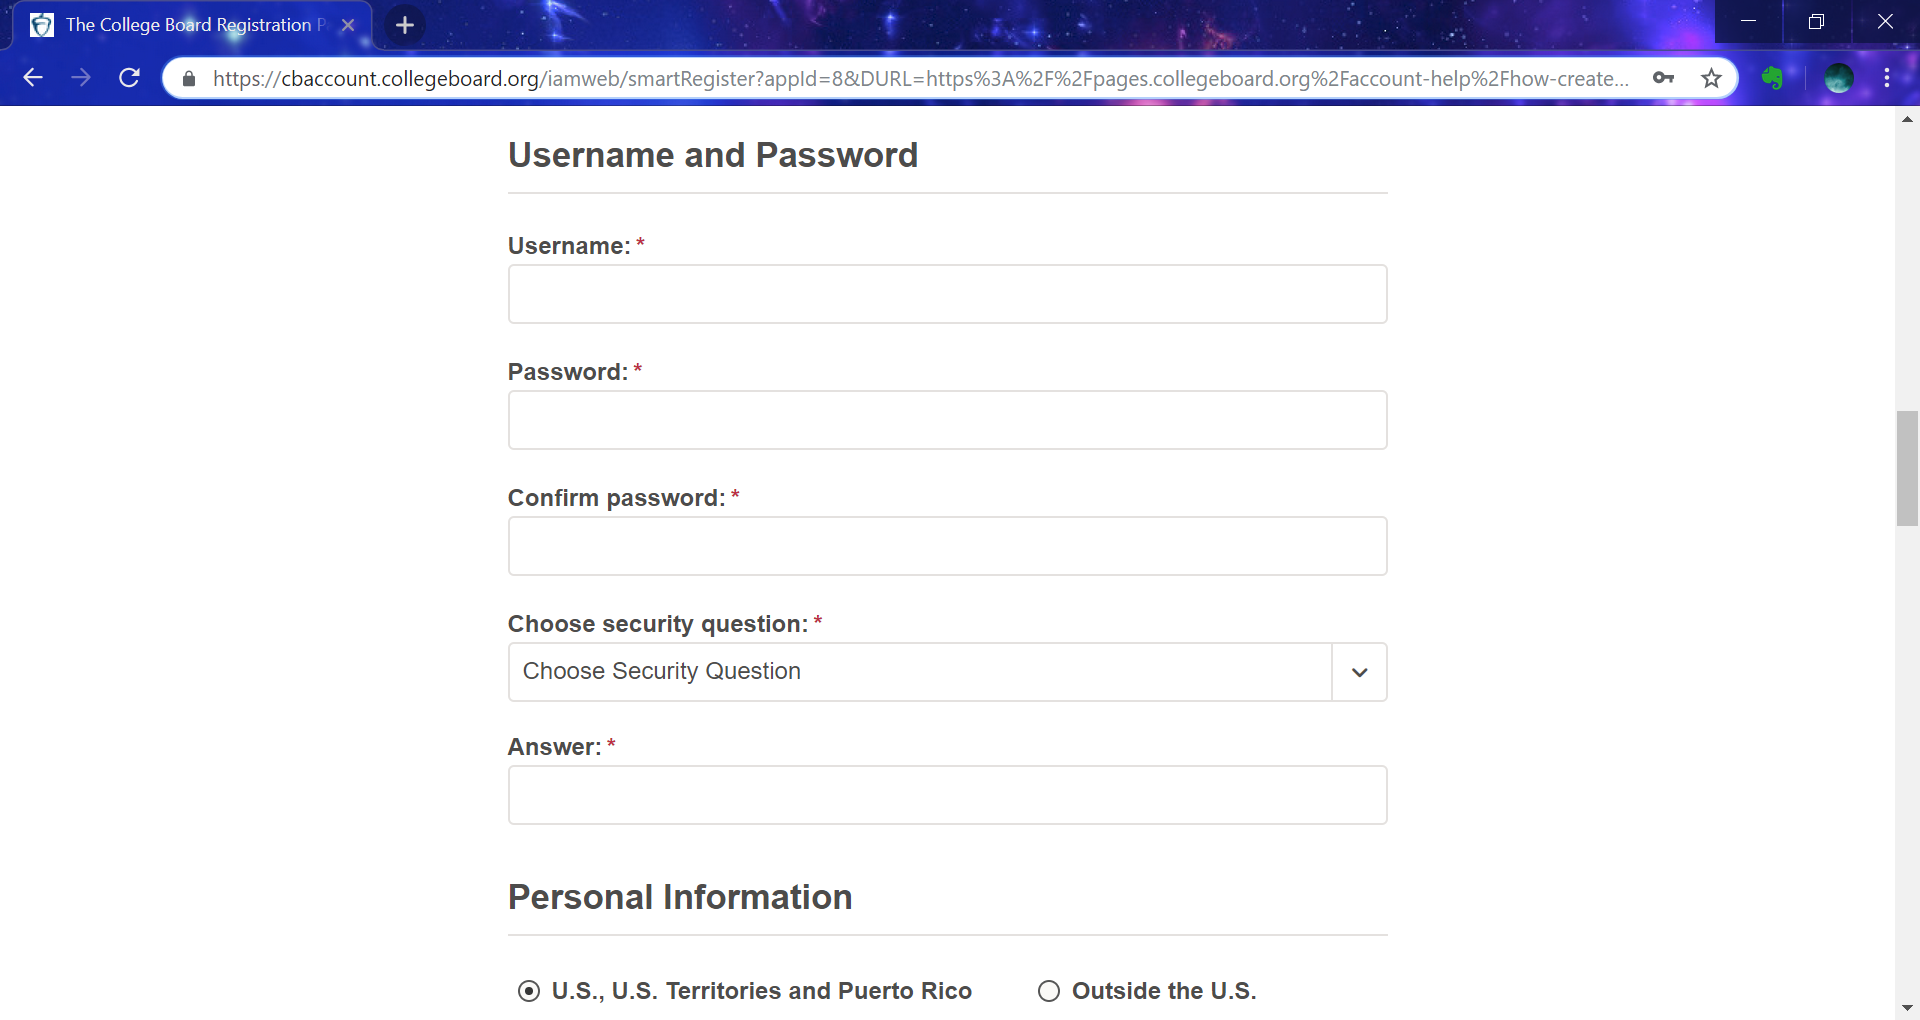 The College Board Registration P
https://cbaccount.collegeboard.org/iamweb/smartRegister?appId=8&DURL=https%3A%2F%2Fpages.collegeboard.org%2Faccount-help%2Fhow-create...
Username and Password
Username: *
Password: *
Confirm password: *
Choose security question: *
Choose Security Question
Answer: *
Personal Information
U.S., U.S. Territories and Puerto Rico Outside the U.S.